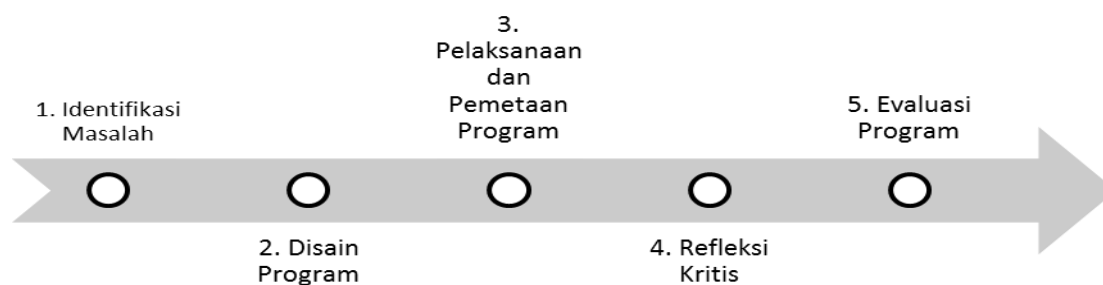 1. Identifikasi
Masalah
2. Disain
Program
3.
Pelaksanaan
dan
Pemetaan
Program
4. Refleksi
Kritis
5. Evaluasi
Program